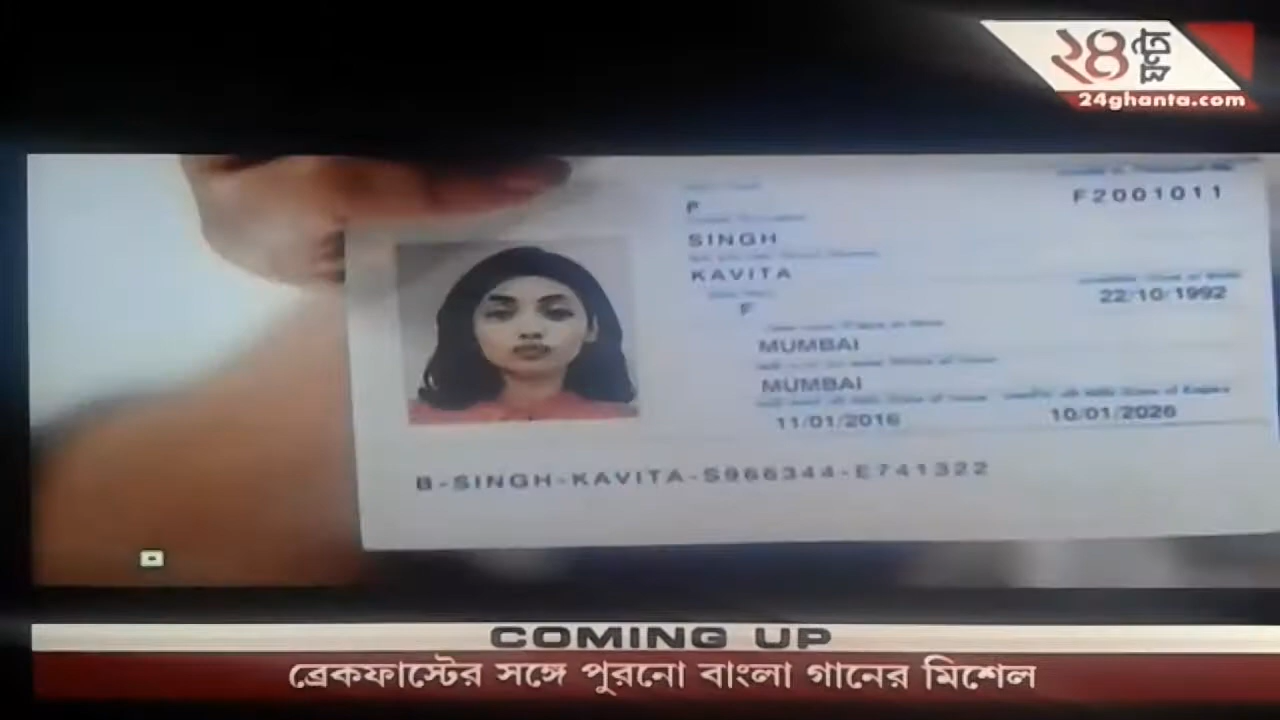 ২৪ ঘণ্টা
24ghanta.com
P
F2001011
SINGH
KAVITA
22/10/1992
F
MUMBAI
MUMBAI
11/01/2016
10/01/2026
B-SINGH-KAVITA-S966344-E741322
COMING UP
ব্রেকফাস্টের সঙ্গে পুরনো বাংলা গানের মিশেল